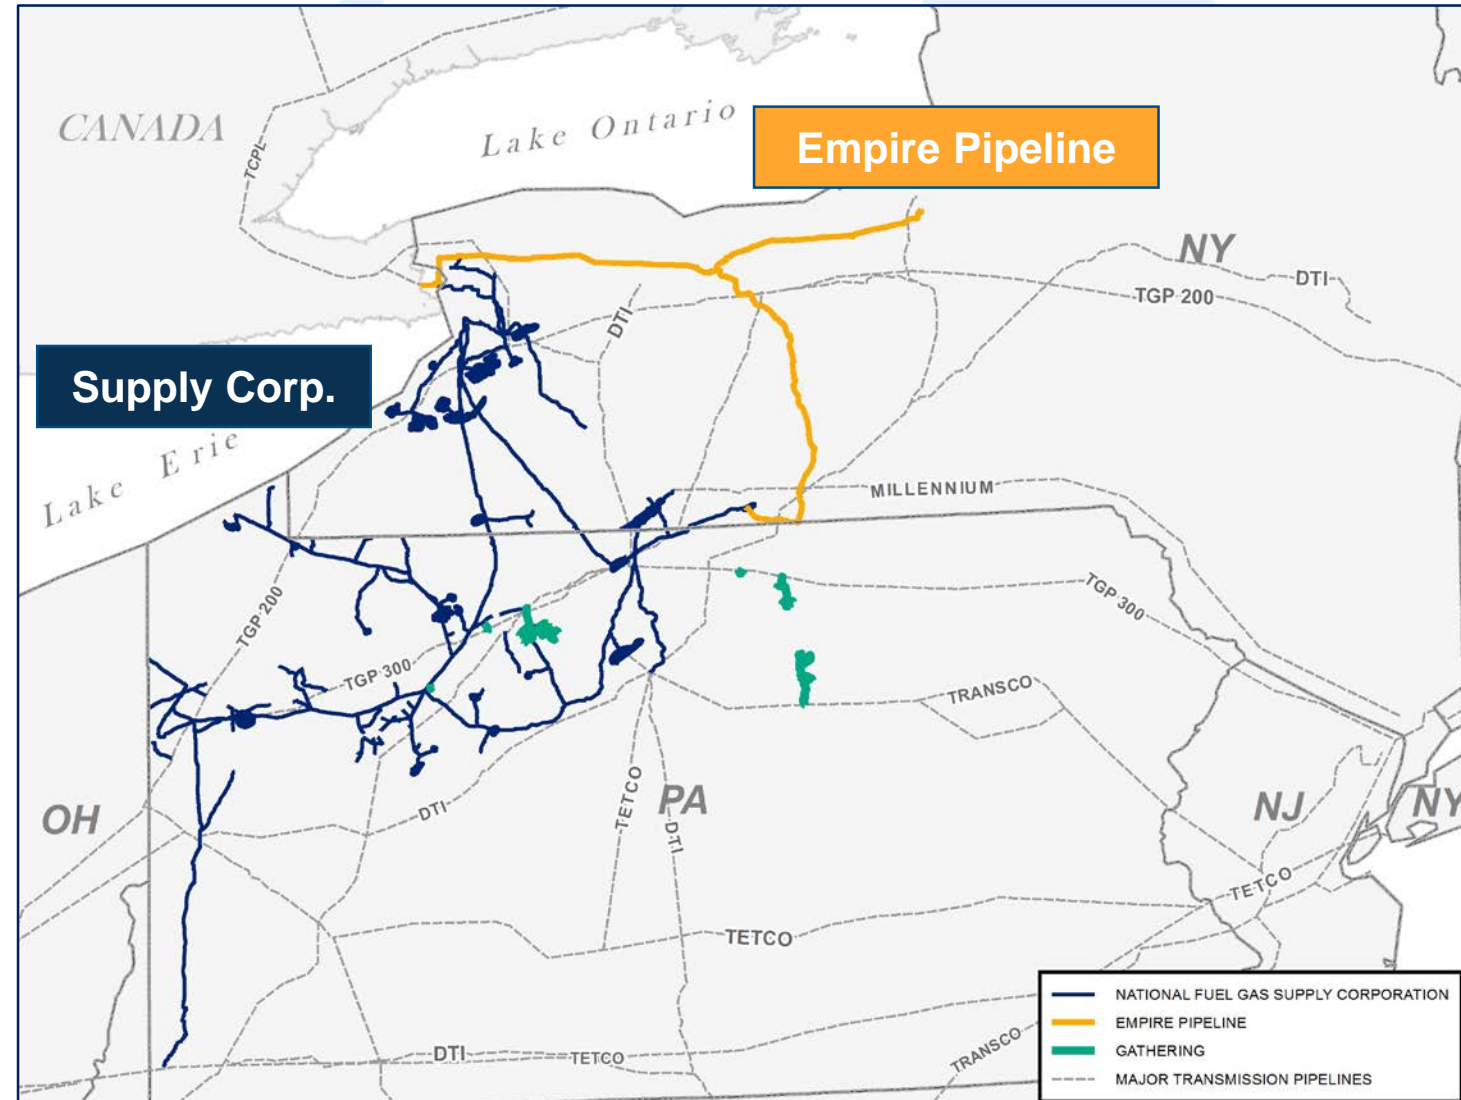 CANADA
Lake Ontario
Empire Pipeline
TCPL
NY
DTI
TGP 200
DTI
Supply Corp.
Lake Erie
MILLENNIUM
TGP 200
TGP 300
TGP 300
TRANSCO
OH
DTI
TETCO
PA
DTI
NJ
NY
TETCO
TETCO
DTI
TETCO
TRANSCO
NATIONAL FUEL GAS SUPPLY CORPORATION
EMPIRE PIPELINE
GATHERING
MAJOR TRANSMISSION PIPELINES